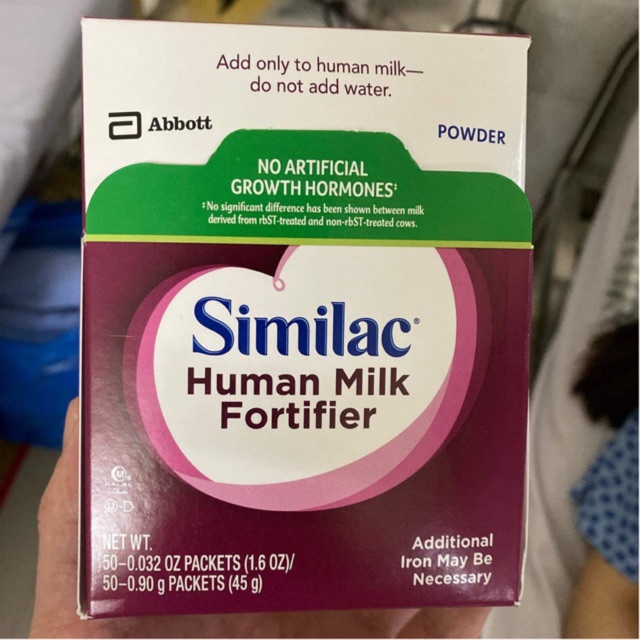 Add only to human milk—
do not add water.
Abbott
POWDER
NO ARTIFICIAL
GROWTH HORMONES‡
‡No significant difference has been shown between milk
derived from rbST-treated and non-rbST-treated cows.
Similac®
Human Milk
Fortifier
M
HALAL
U-D
NET WT.
50–0.032 OZ PACKETS (1.6 OZ)/
50–0.90 g PACKETS (45 g)
Additional
Iron May Be
Necessary